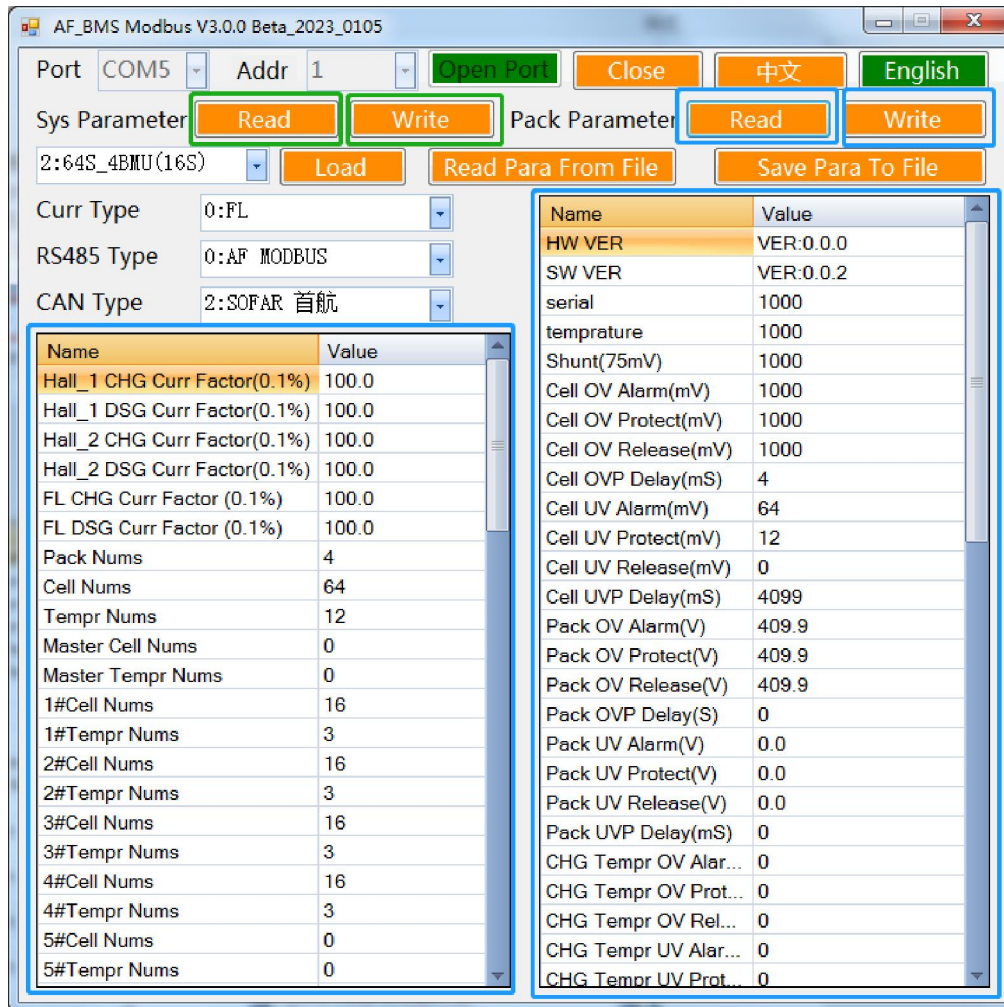 AF_BMS Modbus V3.0.0 Beta_2023_0105
Port COM5 Addr 1 Open Port Close 中文 English
Sys Parameter Read Write Pack Parameter Read Write
2:64S_4BMU(16S) Load Read Para From File Save Para To File
Curr Type 0:FL
RS485 Type 0:AF MODBUS
CAN Type 2:SOFAR 首航
Name Value
Hall_1 CHG Curr Factor(0.1%) 100.0
Hall_1 DSG Curr Factor(0.1%) 100.0
Hall_2 CHG Curr Factor(0.1%) 100.0
Hall_2 DSG Curr Factor(0.1%) 100.0
FL CHG Curr Factor (0.1%) 100.0
FL DSG Curr Factor (0.1%) 100.0
Pack Nums 4
Cell Nums 64
Tempr Nums 12
Master Cell Nums 0
Master Tempr Nums 0
1#Cell Nums 16
1#Tempr Nums 3
2#Cell Nums 16
2#Tempr Nums 3
3#Cell Nums 16
3#Tempr Nums 3
4#Cell Nums 16
4#Tempr Nums 3
5#Cell Nums 0
5#Tempr Nums 0
Name Value
HW VER VER:0.0.0
SW VER VER:0.0.2
serial 1000
temprature 1000
Shunt(75mV) 1000
Cell OV Alarm(mV) 1000
Cell OV Protect(mV) 1000
Cell OV Release(mV) 1000
Cell OVP Delay(mS) 4
Cell UV Alarm(mV) 64
Cell UV Protect(mV) 12
Cell UV Release(mV) 0
Cell UVP Delay(mS) 4099
Pack OV Alarm(V) 409.9
Pack OV Protect(V) 409.9
Pack OV Release(V) 409.9
Pack OVP Delay(S) 0
Pack UV Alarm(V) 0.0
Pack UV Protect(V) 0.0
Pack UV Release(V) 0.0
Pack UVP Delay(mS) 0
CHG Tempr OV Alar... 0
CHG Tempr OV Prot... 0
CHG Tempr OV Rel... 0
CHG Tempr UV Alar... 0
CHG Tempr UV Prot... 0